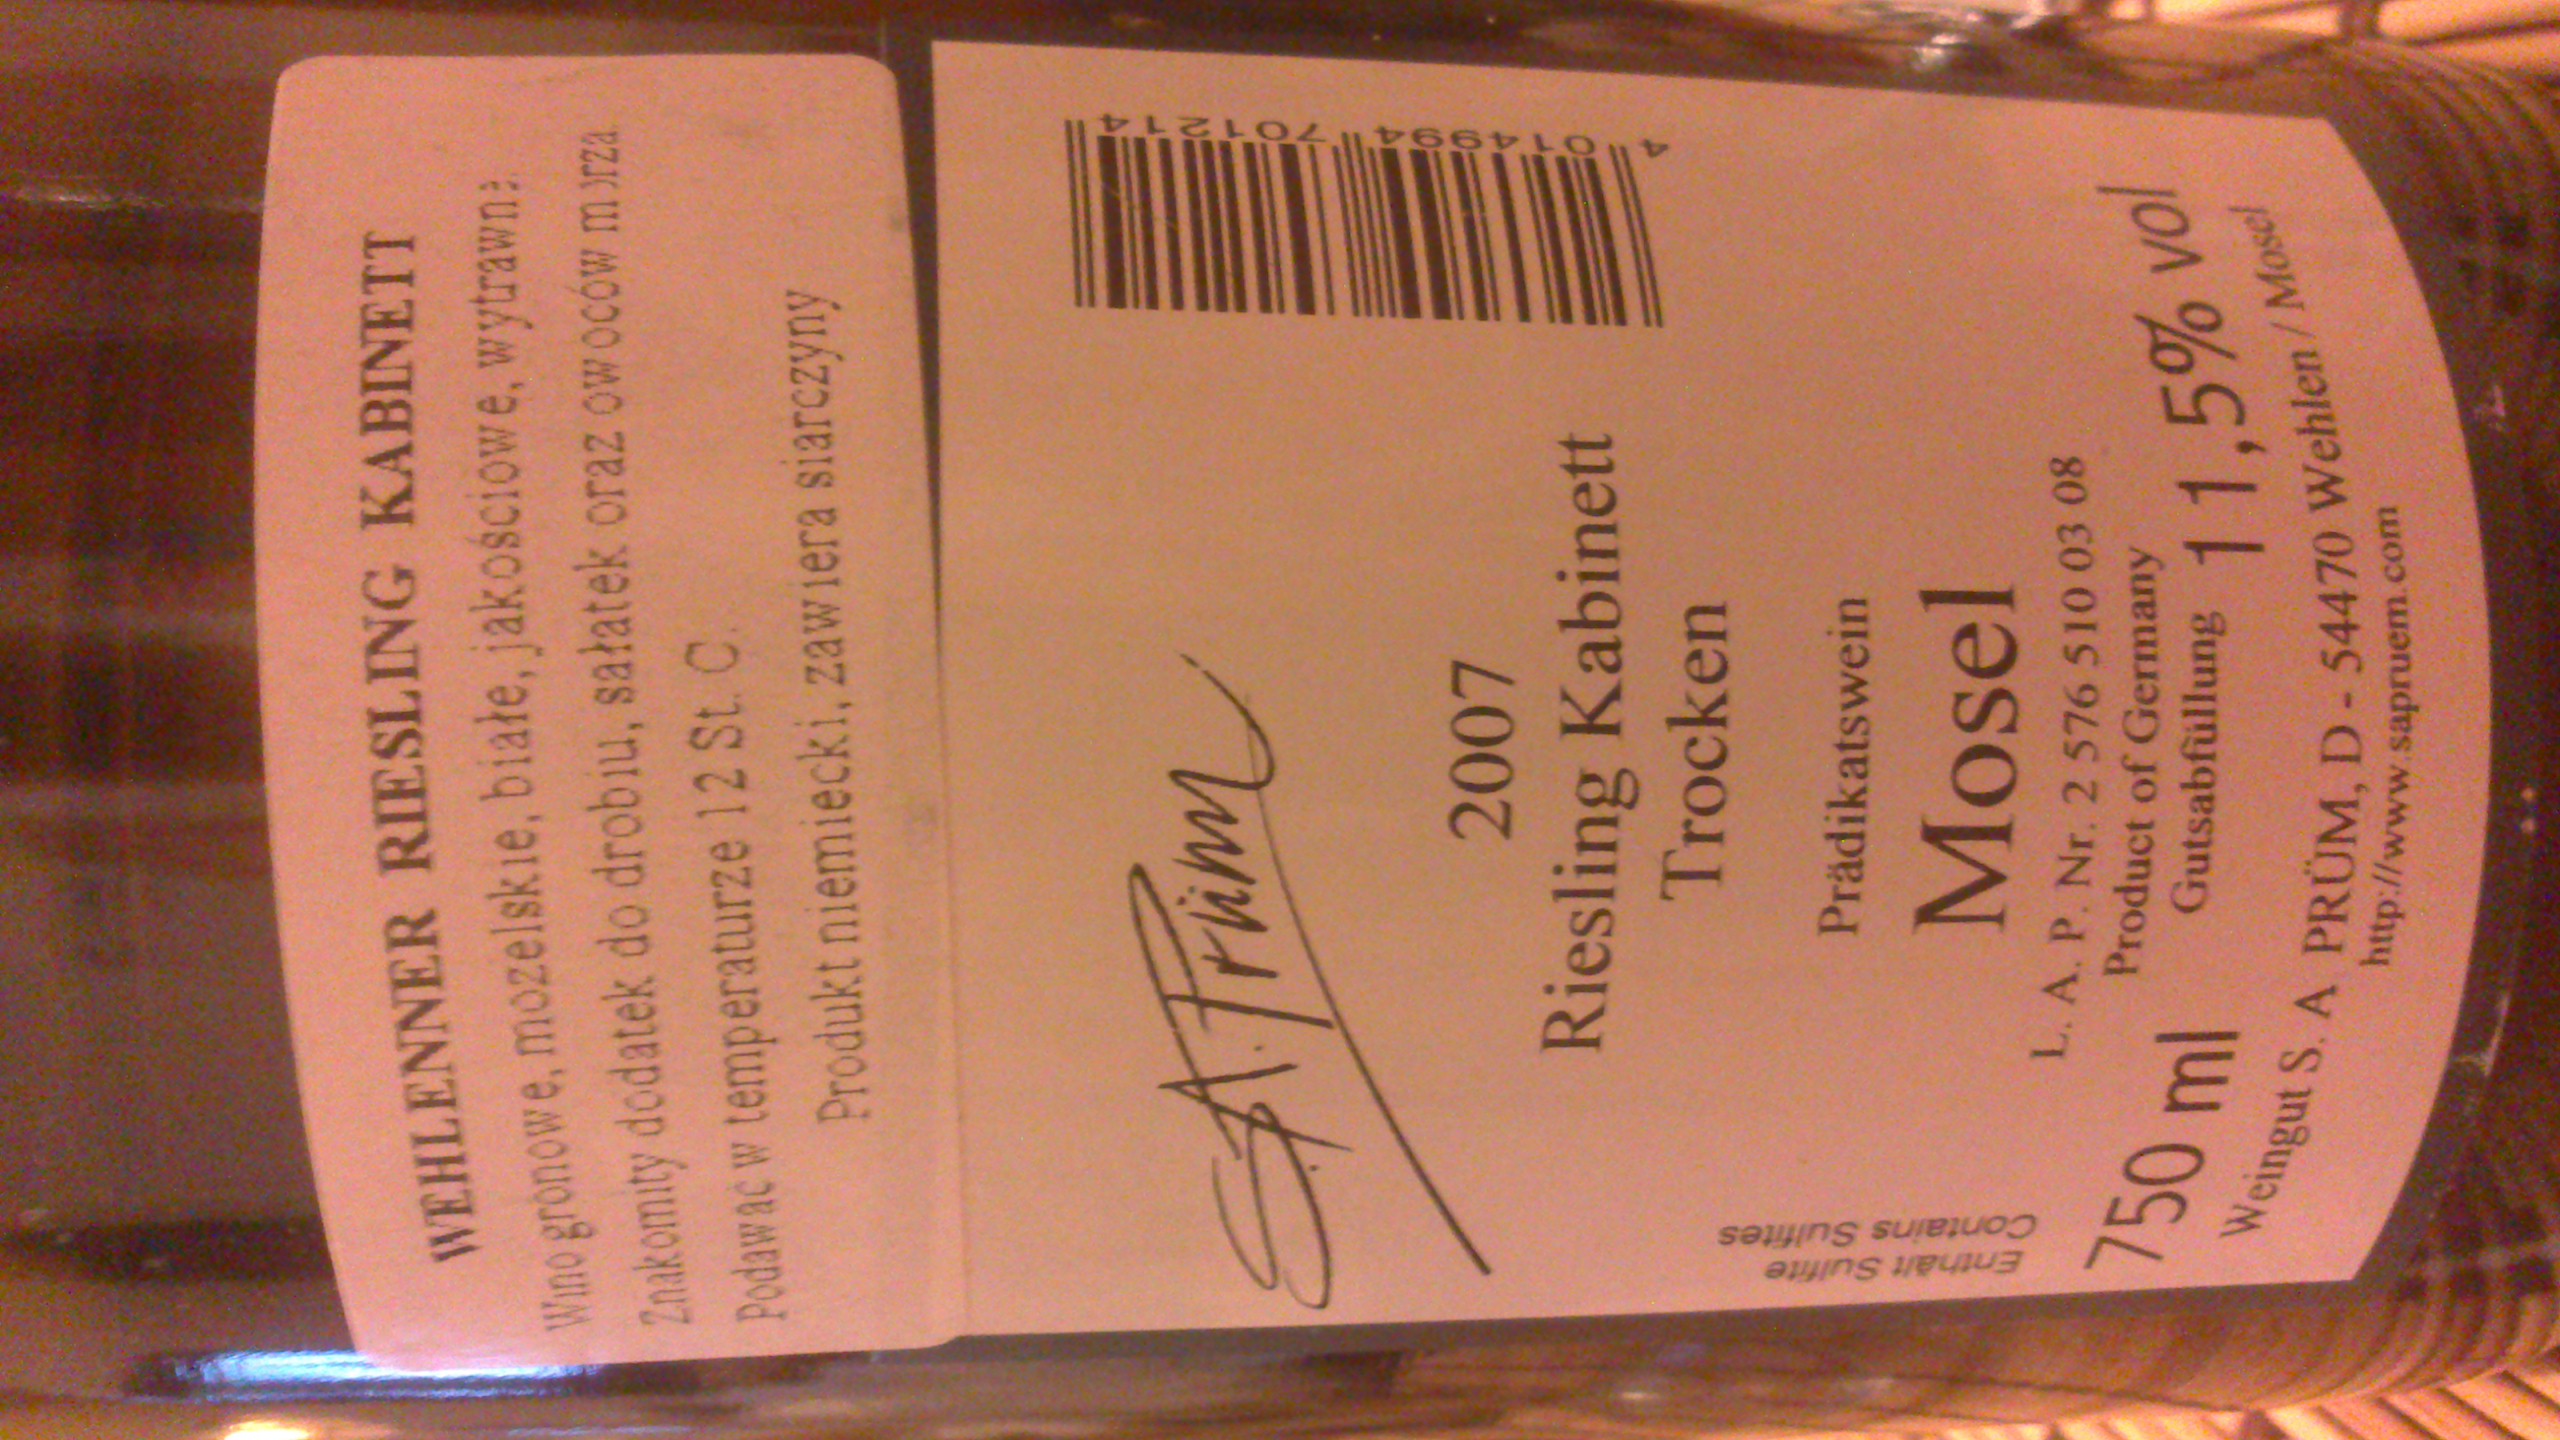 WEHLENNER RIESLING KABINETT
Wino gronowe, mozelskie, białe, jakościowe, wytrawne.
Znakomity dodatek do drobiu, sałatek oraz owoców morza.
Podawać w temperaturze 12 St. C.
Produkt niemiecki, zawiera siarczyny
4 014994 701214
S.A. Prüm
2007
Riesling Kabinett
Trocken
Prädikatswein
Mosel
Enthält Sulfite
Contains Sulfites
L. A. P. Nr. 2 576 510 03 08
Product of Germany
750 ml Gutsabfüllung 11,5% vol
Weingut S. A PRÜM, D - 54470 Wehlen / Mosel
http://www.sapruem.com